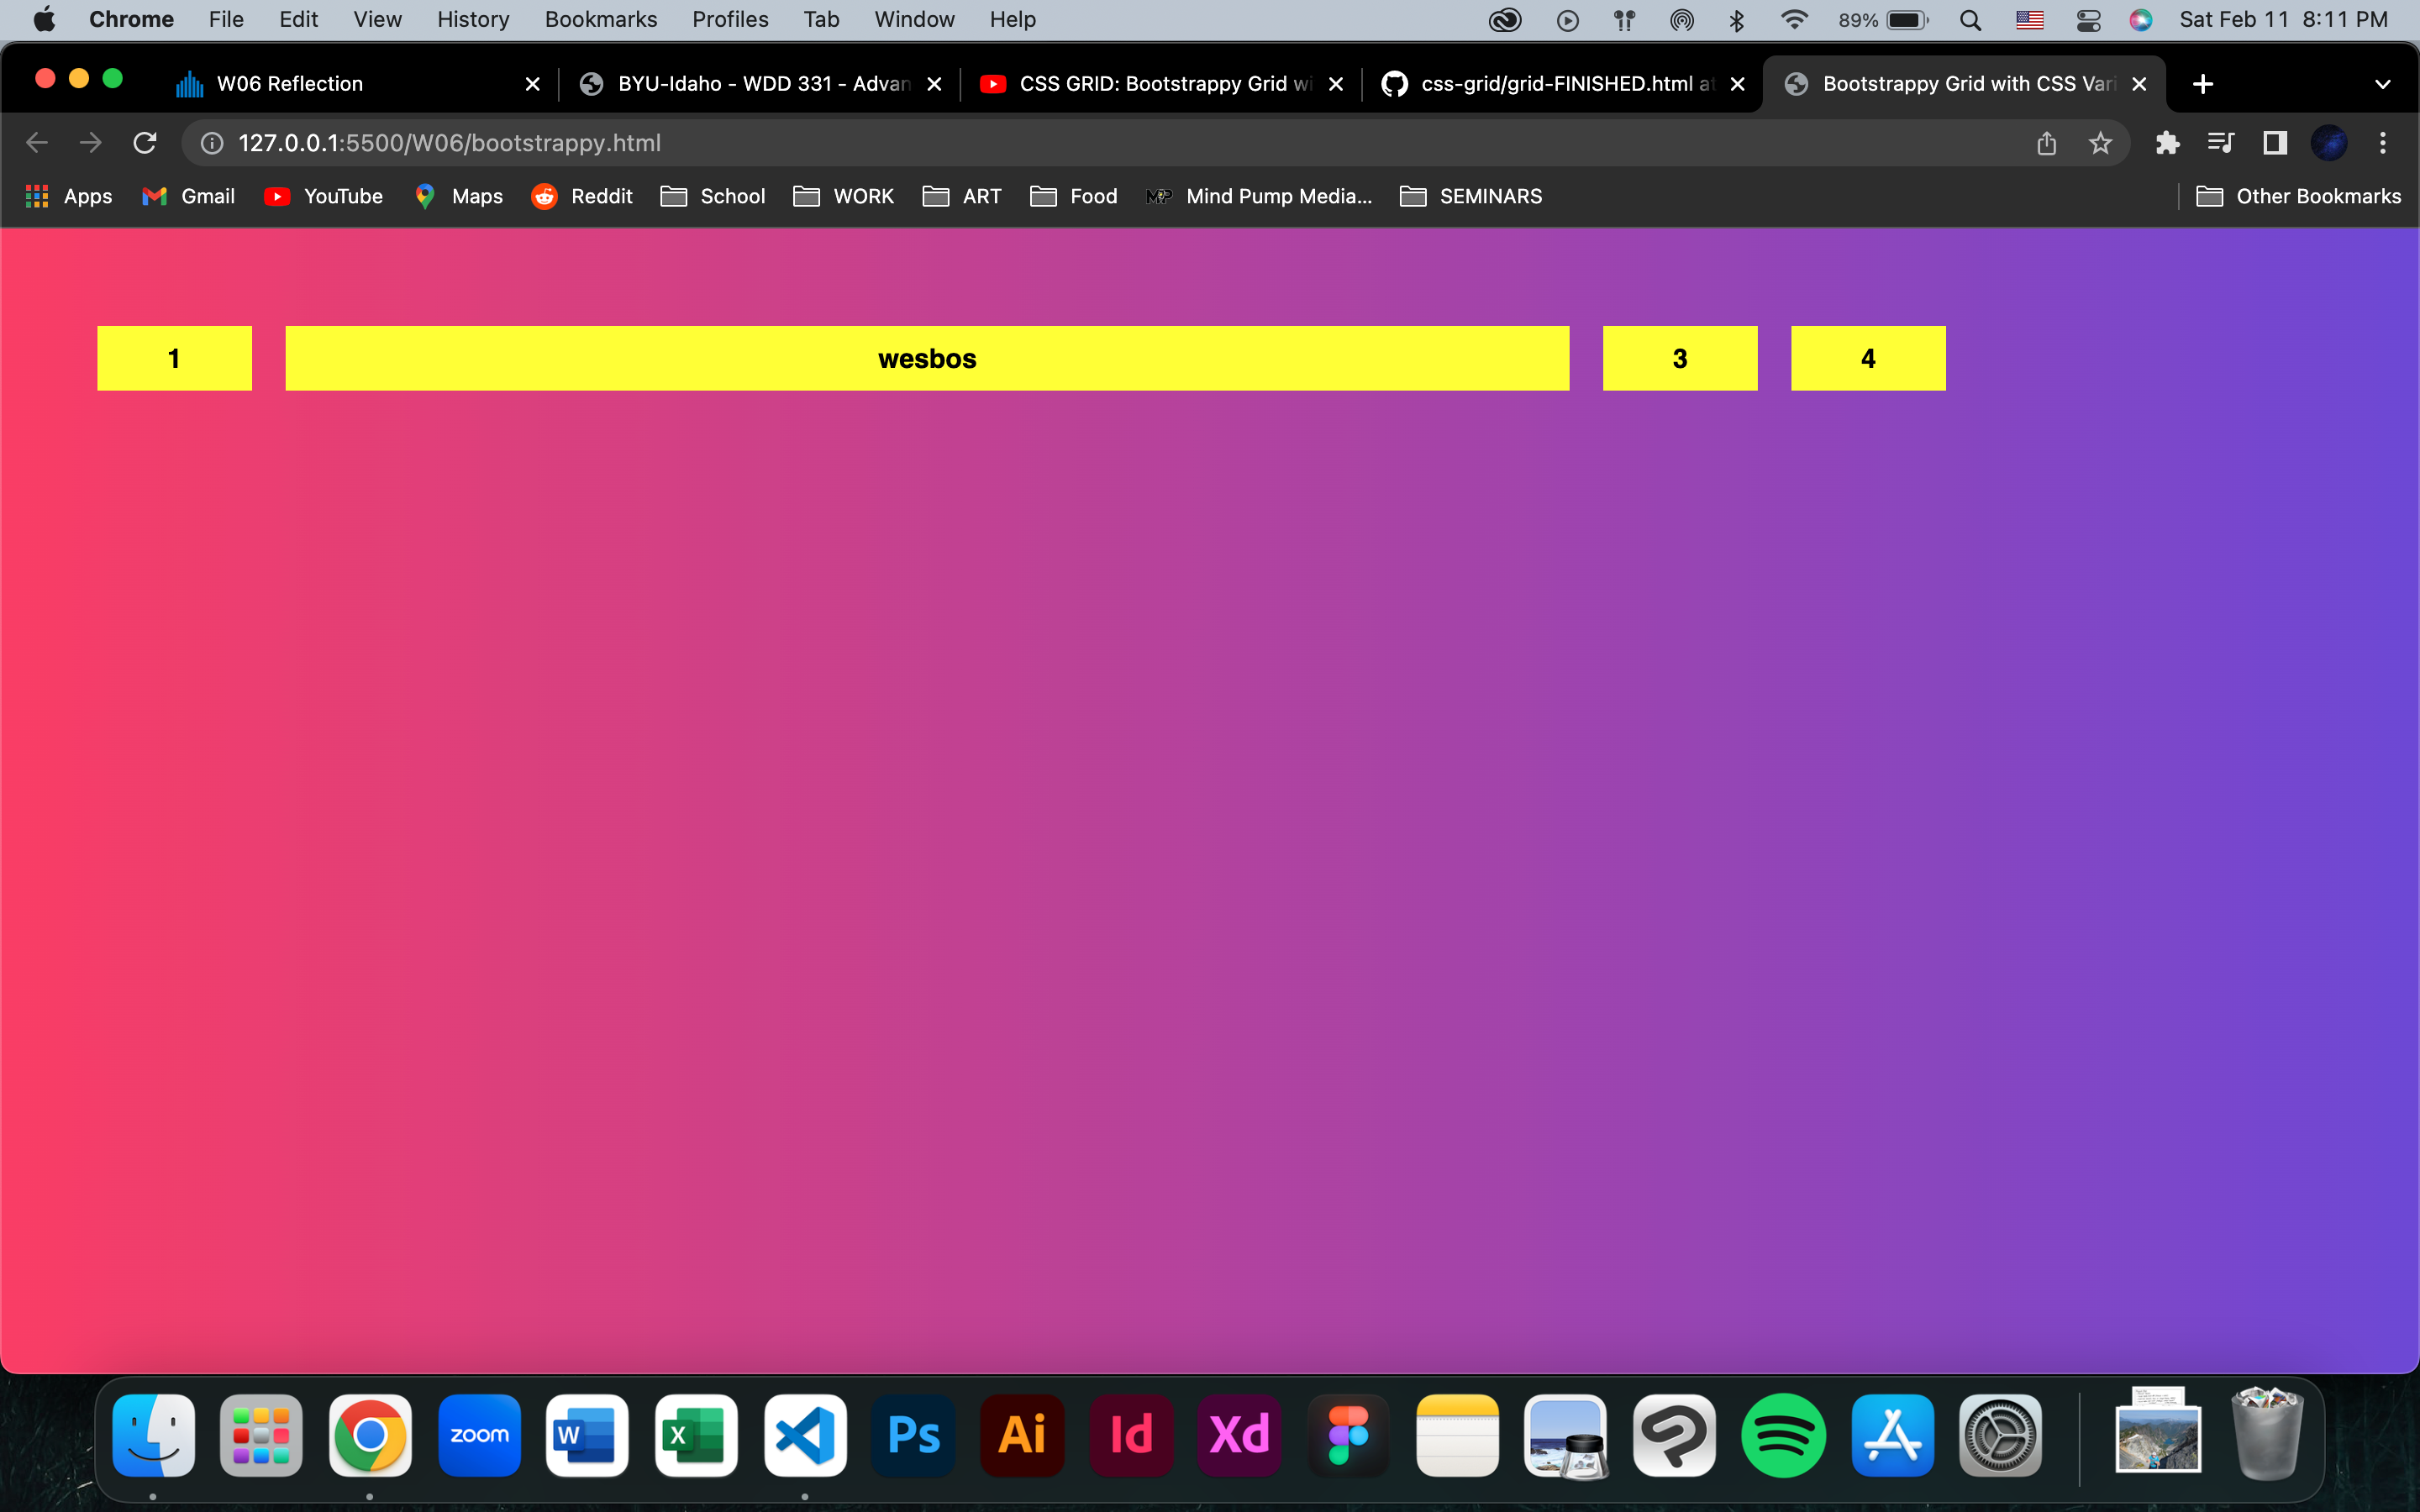 Chrome File Edit View History Bookmarks Profiles Tab Window Help 89% Sat Feb 11 8:11 PM
W06 Reflection BYU-Idaho - WDD 331 - Advan CSS GRID: Bootstrappy Grid wi css-grid/grid-FINISHED.html at Bootstrappy Grid with CSS Vari
127.0.0.1:5500/W06/bootstrappy.html
Apps Gmail YouTube Maps Reddit School WORK ART Food MP Mind Pump Media... SEMINARS Other Bookmarks
1 wesbos 3 4
zoom W X Ps Ai Id Xd